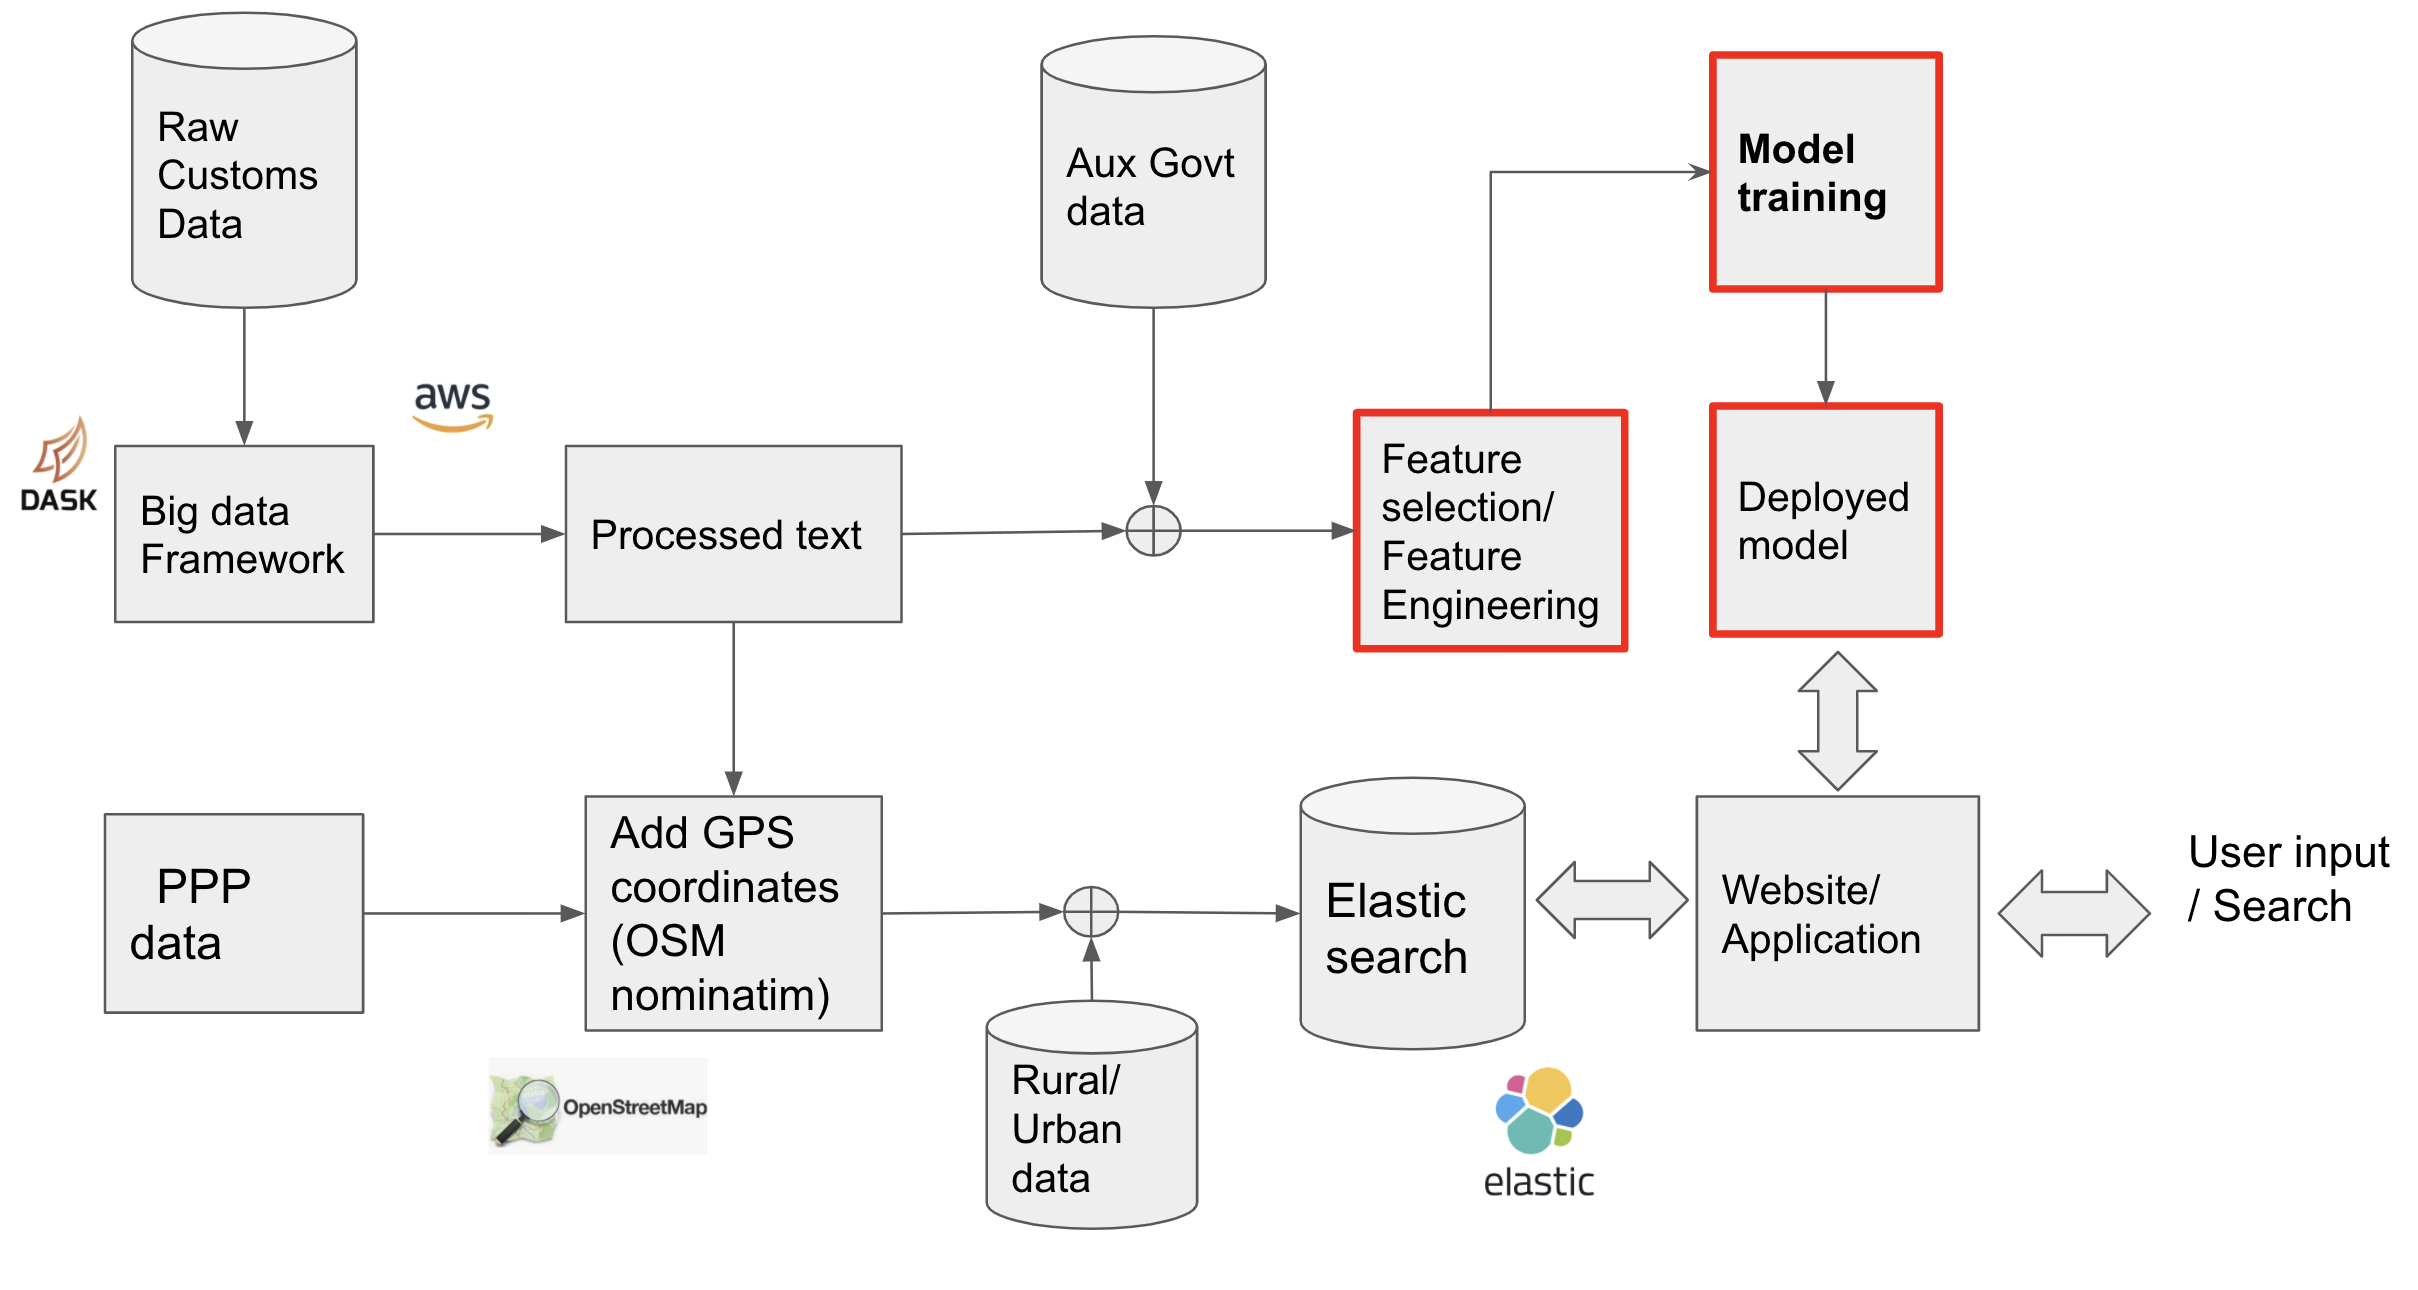 Raw
Customs
Data
Aux Govt
data
Model
training
aws
DASK
Big data
Framework
Processed text
Feature
selection/
Feature
Engineering
Deployed
model
PPP
data
Add GPS
coordinates
(OSM
nominatim)
Elastic
search
Website/
Application
User input
/ Search
OpenStreetMap
Rural/
Urban
data
elastic